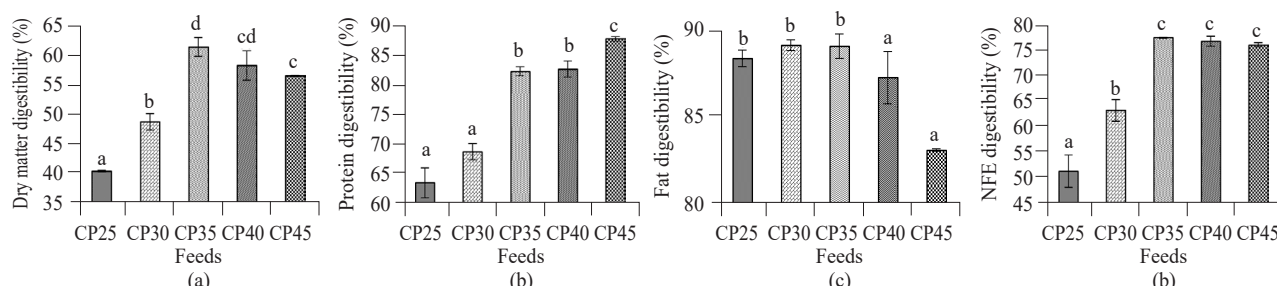 Dry matter digestibility (%)
65
60
55
50
45
40
35
a
b
d
cd
c
CP25 CP30 CP35 CP40 CP45
Feeds
(a)
Protein digestibility (%)
90
85
80
75
70
65
60
a
a
b
b
c
CP25 CP30 CP35 CP40 CP45
Feeds
(b)
Fat digestibility (%)
90
85
80
b
b
b
a
a
CP25 CP30 CP35 CP40 CP45
Feeds
(c)
NFE digestibility (%)
80
75
70
65
60
55
50
45
a
b
c
c
c
CP25 CP30 CP35 CP40 CP45
Feeds
(b)